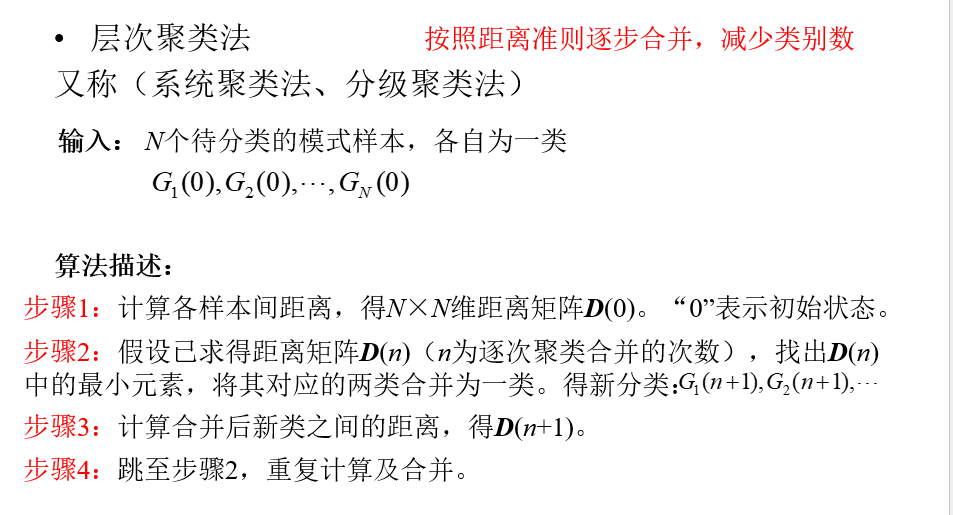 • 层次聚类法 按照距离准则逐步合并，减少类别数
又称（系统聚类法、分级聚类法）
输入： N个待分类的模式样本，各自为一类
G₁(0), G₂(0), ⋯, G_N(0)
算法描述：
步骤1：计算各样本间距离，得N×N维距离矩阵D(0)。“0”表示初始状态。
步骤2：假设已求得距离矩阵D(n)（n为逐次聚类合并的次数），找出D(n)
中的最小元素，将其对应的两类合并为一类。得新分类:G₁(n+1), G₂(n+1),⋯
步骤3：计算合并后新类之间的距离，得D(n+1)。
步骤4：跳至步骤2，重复计算及合并。